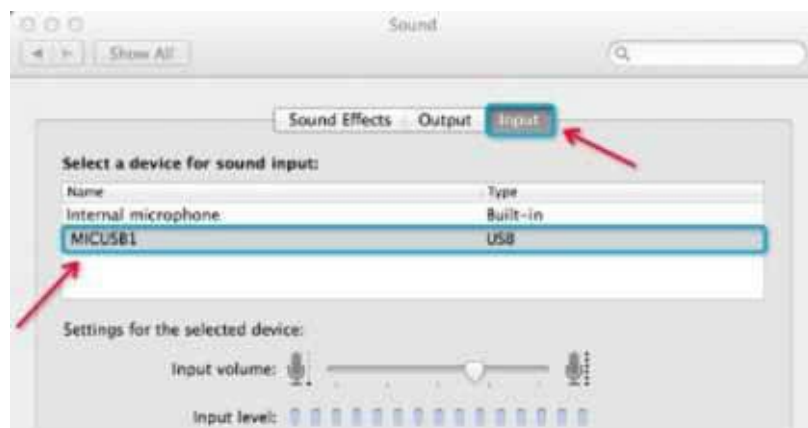 Sound
Show All
Sound Effects Output Input
Select a device for sound input:
Name Type
Internal microphone Built-in
MICUSB1 USB
Settings for the selected device:
Input volume:
Input level: